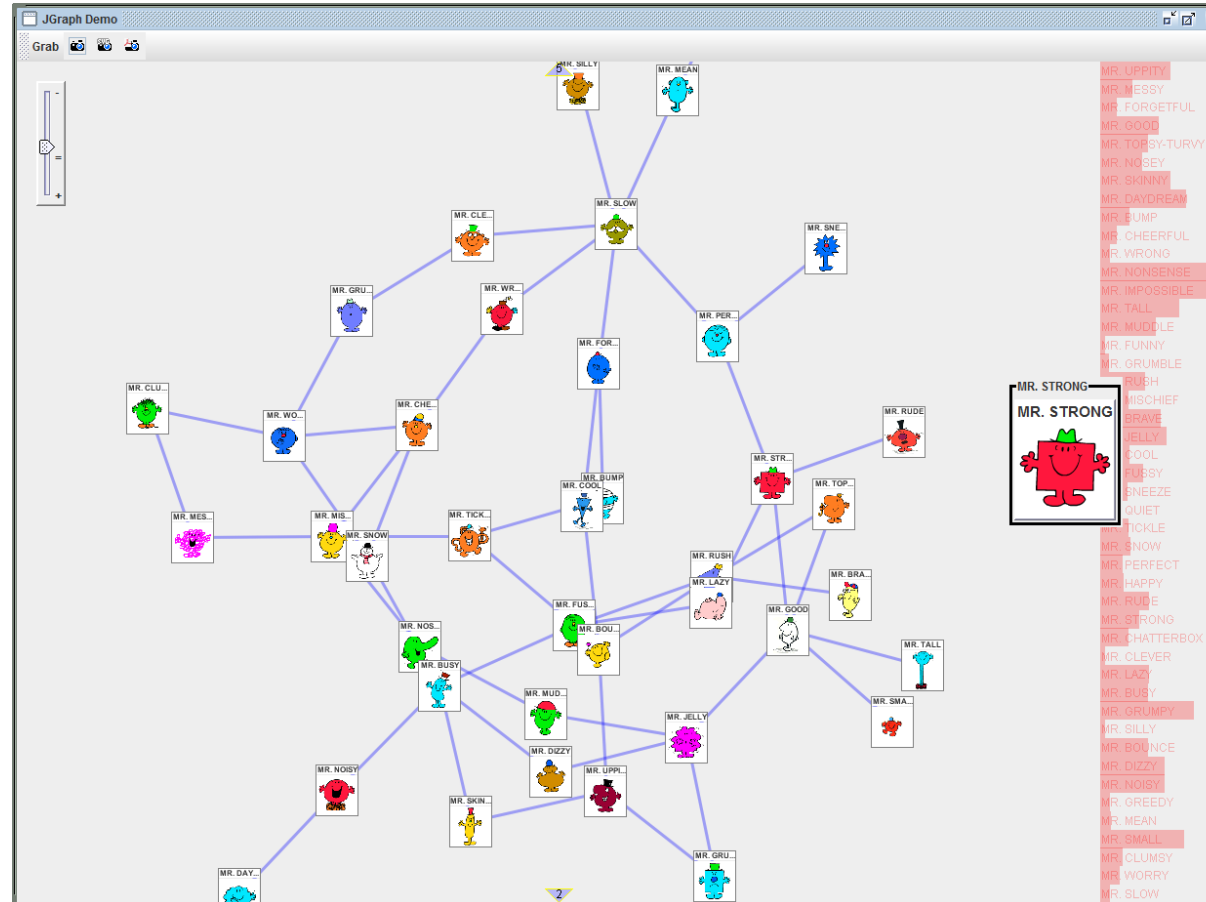 JGraph Demo
Grab
-
=
+
5
MR. SILLY
MR. MEAN
MR. SLOW
MR. CLE...
MR. SNE...
MR. GRU...
MR. WR...
MR. PER...
MR. FOR...
MR. CLU...
MR. CHE...
MR. WO...
MR. RUDE
MR. STR...
MR. BUMP
MR. COOL
MR. TOP...
MR. MES...
MR. MIS...
MR. TICK...
MR. SNOW
MR. RUSH
MR. LAZY
MR. BRA...
MR. FUS...
MR. GOOD
MR. NOS...
MR. BOU...
MR. TALL
MR. BUSY
MR. MUD...
MR. SMA...
MR. JELLY
MR. DIZZY
MR. NOISY
MR. UPPI...
MR. SKIN...
MR. GRU...
MR. DAY...
2
MR. STRONG
MR. STRONG
MR. UPPITY
MR. MESSY
MR. FORGETFUL
MR. GOOD
MR. TOPSY-TURVY
MR. NOSEY
MR. SKINNY
MR. DAYDREAM
MR. BUMP
MR. CHEERFUL
MR. WRONG
MR. NONSENSE
MR. IMPOSSIBLE
MR. TALL
MR. MUDDLE
MR. FUNNY
MR. GRUMBLE
RUSH
MISCHIEF
BRAVE
JELLY
COOL
FUSSY
SNEEZE
QUIET
MR. TICKLE
MR. SNOW
MR. PERFECT
MR. HAPPY
MR. RUDE
MR. STRONG
MR. CHATTERBOX
MR. CLEVER
MR. LAZY
MR. BUSY
MR. GRUMPY
MR. SILLY
MR. BOUNCE
MR. DIZZY
MR. NOISY
MR. GREEDY
MR. MEAN
MR. SMALL
MR. CLUMSY
MR. WORRY
MR. SLOW